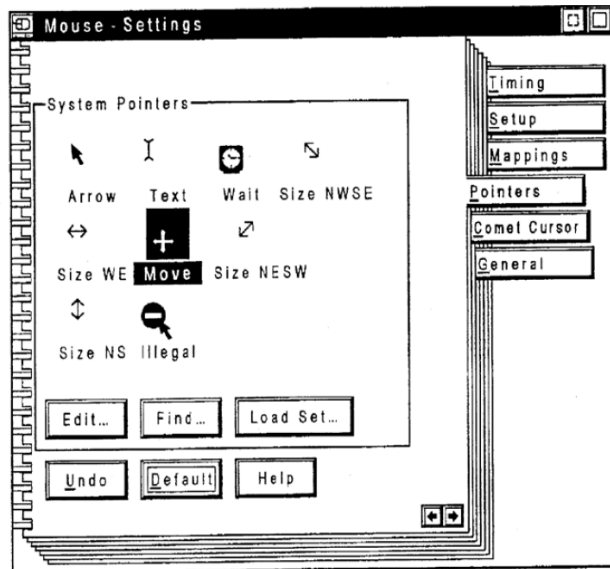 Mouse - Settings
Timing
Setup
Mappings
Pointers
Comet Cursor
General
System Pointers
Arrow Text Wait Size NWSE
Size WE Move Size NESW
Size NS Illegal
Edit... Find... Load Set...
Undo Default Help